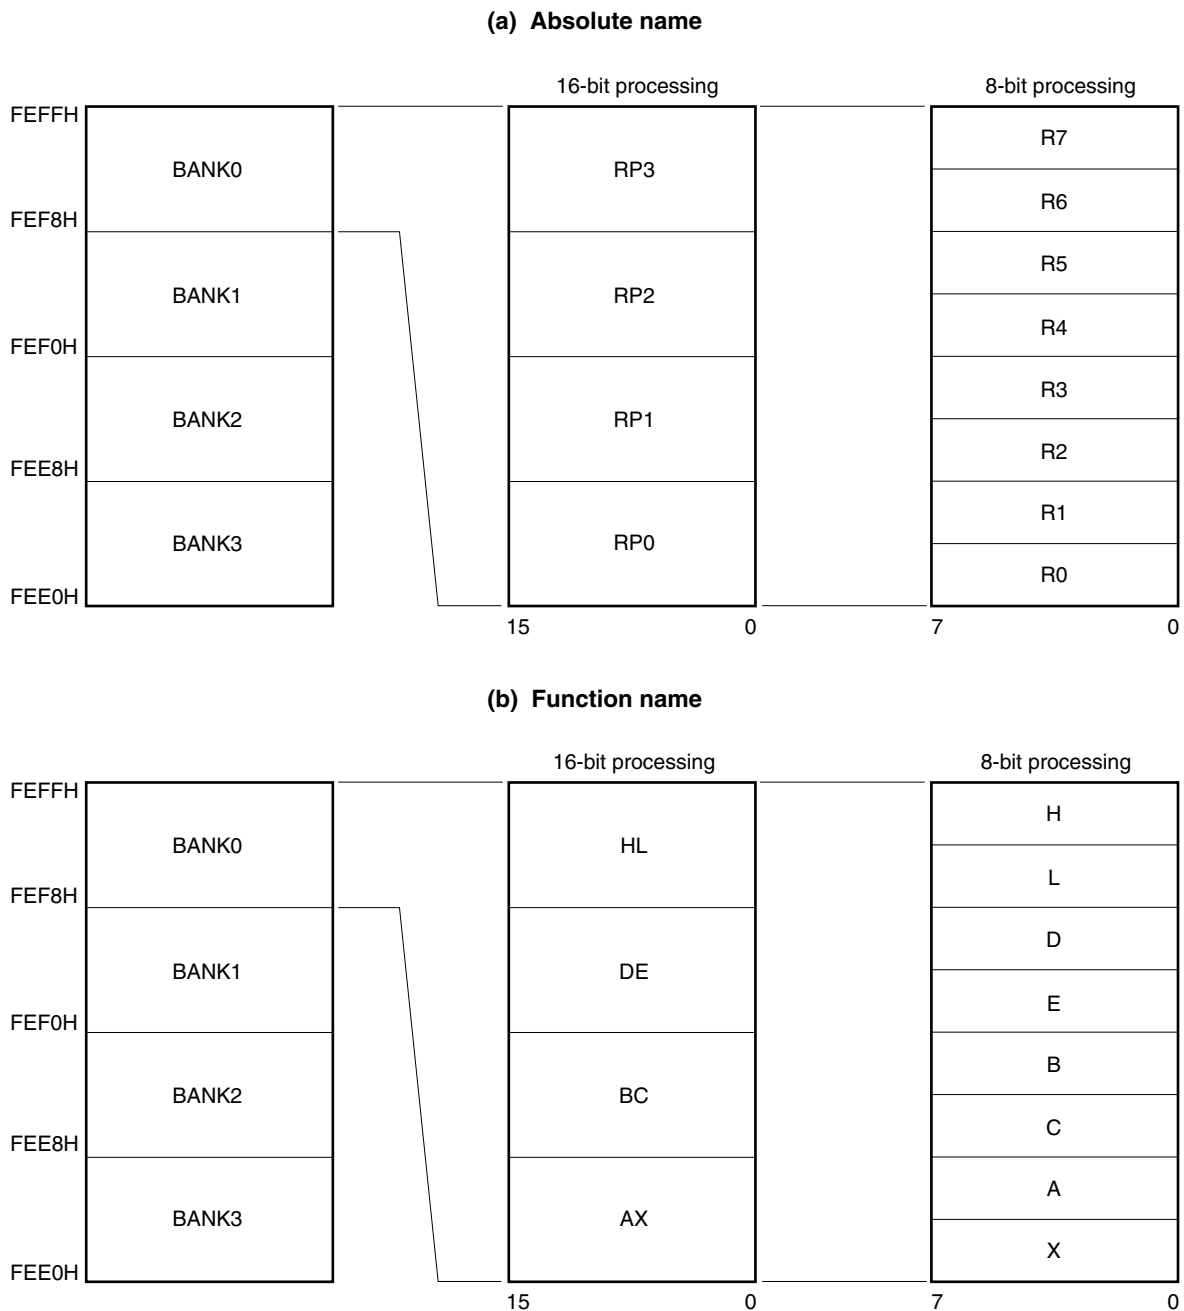 (a) Absolute name
16-bit processing 8-bit processing
FEFFH
R7
BANK0 RP3
R6
FEF8H
R5
BANK1 RP2
R4
FEF0H
R3
BANK2 RP1
R2
FEE8H
R1
BANK3 RP0
R0
FEE0H
15 0 7 0
(b) Function name
16-bit processing 8-bit processing
FEFFH
H
BANK0 HL
L
FEF8H
D
BANK1 DE
E
FEF0H
B
BANK2 BC
C
FEE8H
A
BANK3 AX
X
FEE0H
15 0 7 0